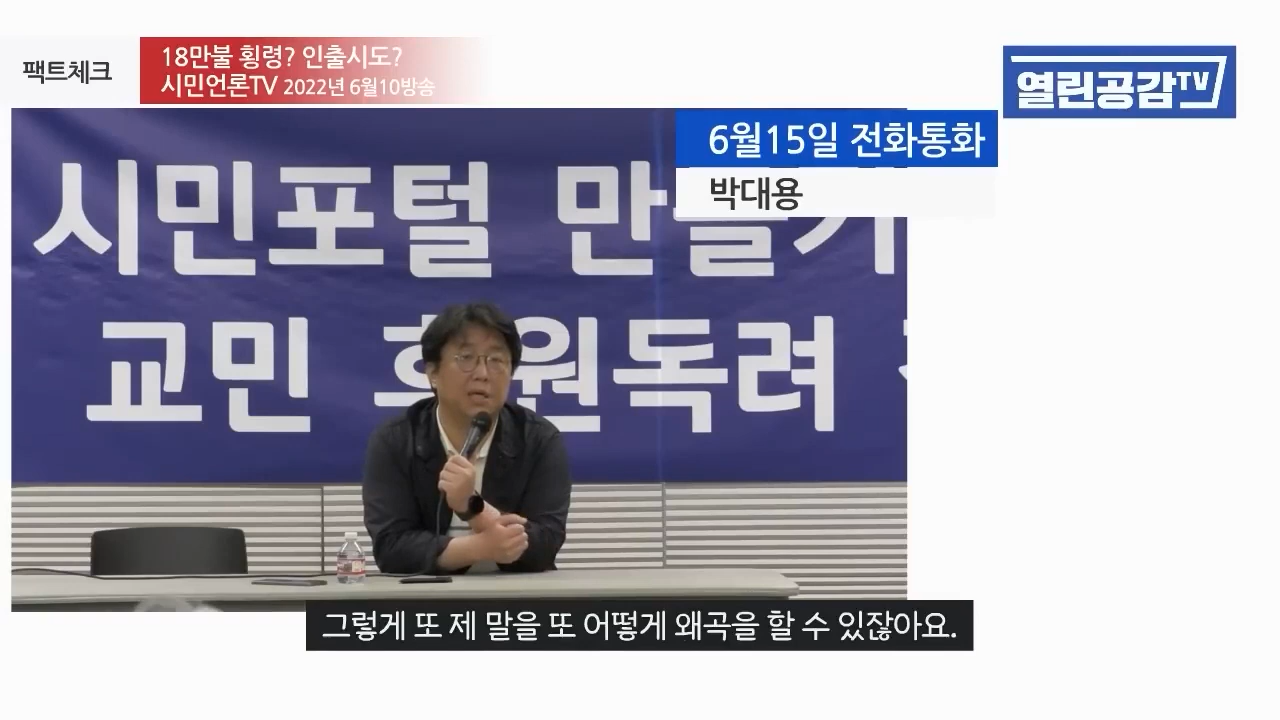 팩트체크
18만불 횡령? 인출시도?
시민언론TV 2022년 6월10방송
열린공감TV
6월15일 전화통화
박대용
시민포털 만들기
교민 후원독려
그렇게 또 제 말을 또 어떻게 왜곡을 할 수 있잖아요.